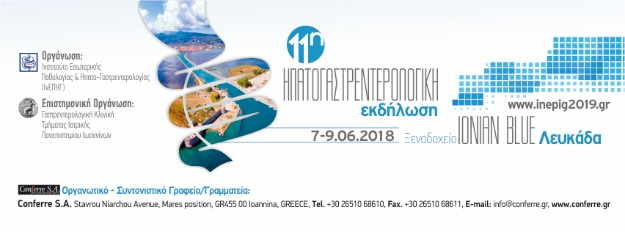 Οργάνωση:
Ινστιτούτο Εσωτερικής
Παθολογίας & Ηπατο-Γαστρεντερολογίας
(ΙνΕΠΗΓ)
Επιστημονική Οργάνωση:
Γαστρεντερολογική Κλινική
Τμήματος Ιατρικής
Πανεπιστημίου Ιωαννίνων
11η
ΗΠΑΤΟΓΑΣΤΡΕΝΤΕΡΟΛΟΓΙΚΗ
εκδήλωση
www.inepig2019.gr
7-9.06.2018 Ξενοδοχείο IONIAN BLUE Λευκάδα
Conferre S.A. Οργανωτικό - Συντονιστικό Γραφείο/Γραμματεία:
Conferre S.A. Stavrou Niarchou Avenue, Mares position, GR455 00 Ioannina, GREECE, Tel. +30 26510 68610, Fax. +30 26510 68611, E-mail: info@conferre.gr, www.conferre.gr